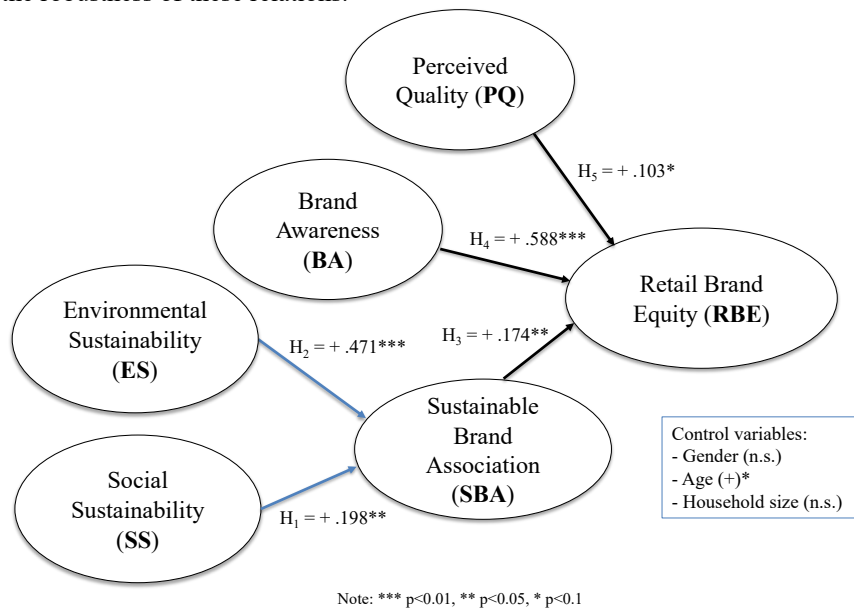 Perceived
Quality (PQ)
H5 = + .103*
Brand
Awareness
(BA)
H4 = + .588***
Retail Brand
Equity (RBE)
Environmental
Sustainability
(ES)
H2 = + .471***
H3 = + .174**
Sustainable
Brand
Association
(SBA)
Social
Sustainability
(SS)
H1 = + .198**
Control variables:
- Gender (n.s.)
- Age (+)*
- Household size (n.s.)
Note: *** p<0.01, ** p<0.05, * p<0.1